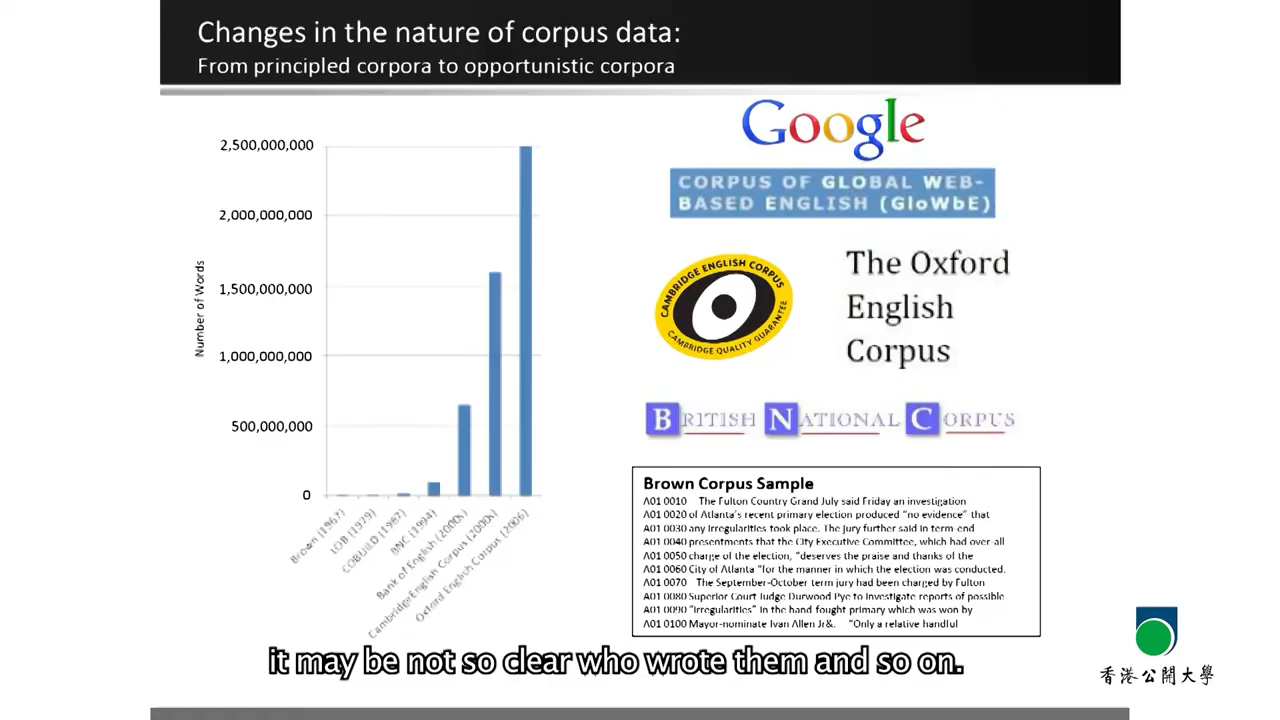 Changes in the nature of corpus data:
From principled corpora to opportunistic corpora
Number of Words
2,500,000,000
2,000,000,000
1,500,000,000
1,000,000,000
500,000,000
0
Brown (1967)
LOB (1979)
COBUILD (1987)
BNC (1994)
Bank of English (2000s)
Cambridge English Corpus (2000s)
Oxford English Corpus (2006)
Google
CORPUS OF GLOBAL WEB-
BASED ENGLISH (GloWbE)
CAMBRIDGE ENGLISH CORPUS
CAMBRIDGE QUALITY GUARANTEE
The Oxford
English
Corpus
BRITISH NATIONAL CORPUS
Brown Corpus Sample
A01 0010 The Fulton Country Grand July said Friday an investigation
A01 0020 of Atlanta's recent primary election produced "no evidence" that
A01 0030 any irregularities took place. The jury further said in term-end
A01 0040 presentments that the City Executive Committee, which had over-all
A01 0050 charge of the election, "deserves the praise and thanks of the
A01 0060 City of Atlanta "for the manner in which the election was conducted.
A01 0070 The September-October term jury had been charged by Fulton
A01 0080 Superior Court Judge Durwood Pye to investigate reports of possible
A01 0090 "irregularities" in the hand fought primary which was won by
A01 0100 Mayor-nominate Ivan Allen Jr&. "Only a relative handful
it may be not so clear who wrote them and so on.
香港公開大學